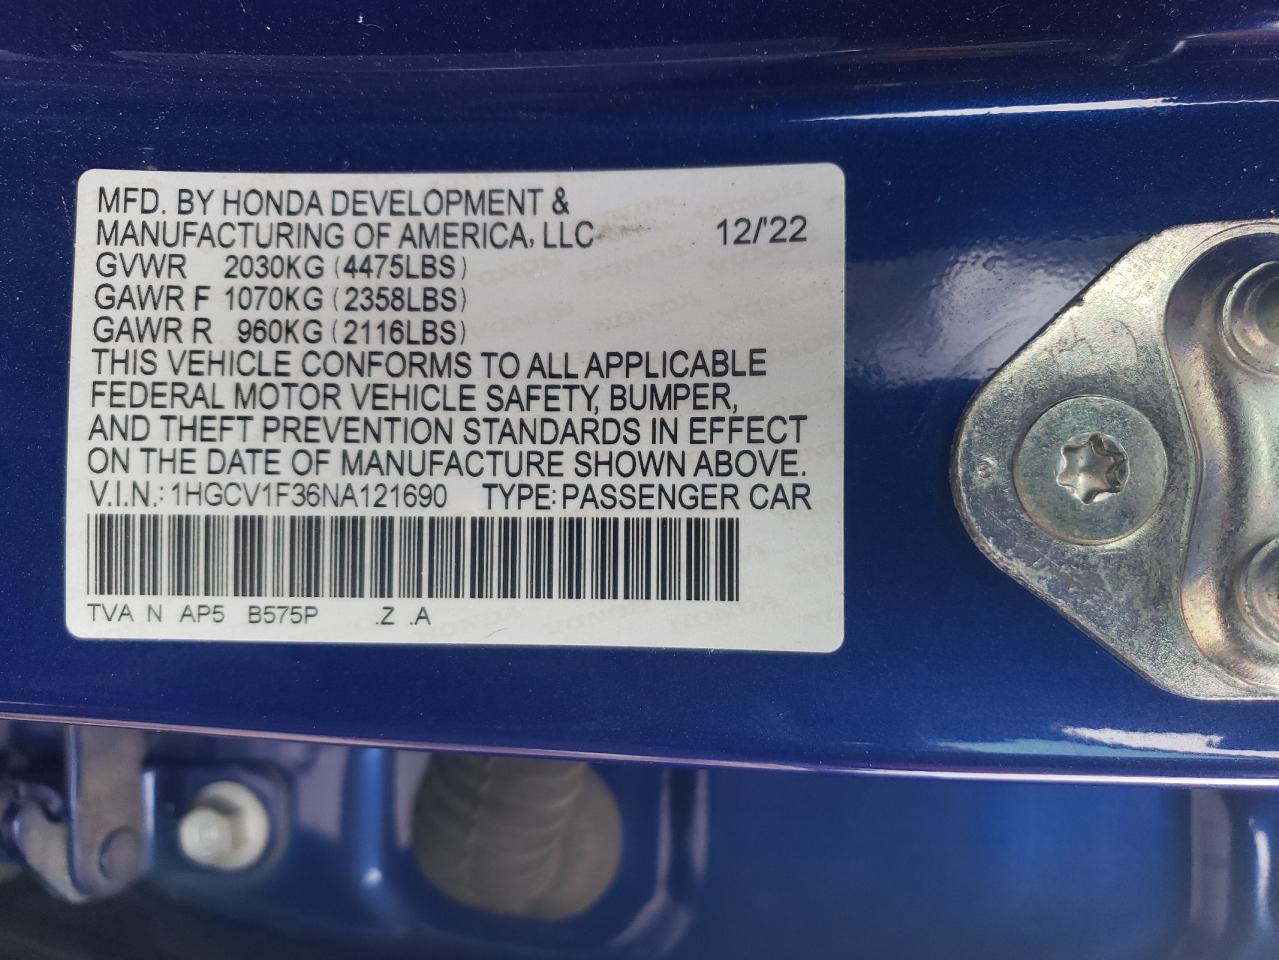 MFD. BY HONDA DEVELOPMENT &
MANUFACTURING OF AMERICA, LLC 12/'22
GVWR 2030KG (4475LBS)
GAWR F 1070KG (2358LBS)
GAWR R 960KG (2116LBS)
THIS VEHICLE CONFORMS TO ALL APPLICABLE
FEDERAL MOTOR VEHICLE SAFETY, BUMPER,
AND THEFT PREVENTION STANDARDS IN EFFECT
ON THE DATE OF MANUFACTURE SHOWN ABOVE.
V.I.N.: 1HGCV1F36NA121690 TYPE: PASSENGER CAR
TVA N AP5 B575P .Z .A